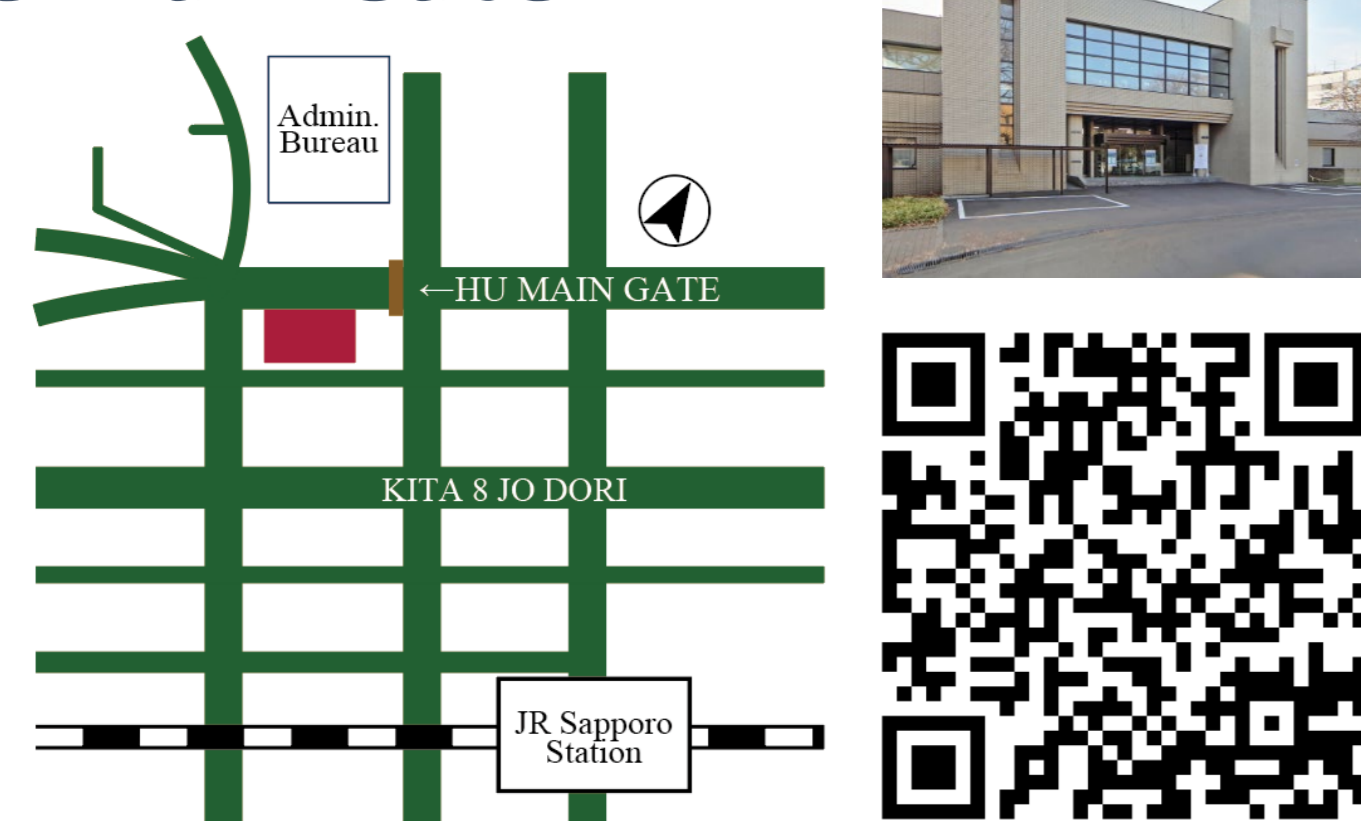 Admin.
Bureau
←HU MAIN GATE
KITA 8 JO DORI
JR Sapporo
Station